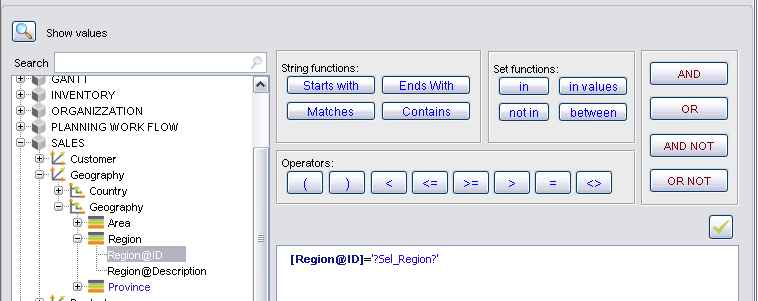 Show values
Search
GANTT
INVENTORY
ORGANIZZATION
PLANNING WORK FLOW
SALES
Customer
Geography
Country
Geography
Area
Region
Region@ID
Region@Description
Province
String functions:
Starts with
Ends With
Matches
Contains
Set functions:
in
in values
not in
between
Operators:
(
)
<
<=
>=
>
=
<>
AND
OR
AND NOT
OR NOT
[Region@ID]='?Sel_Region?'